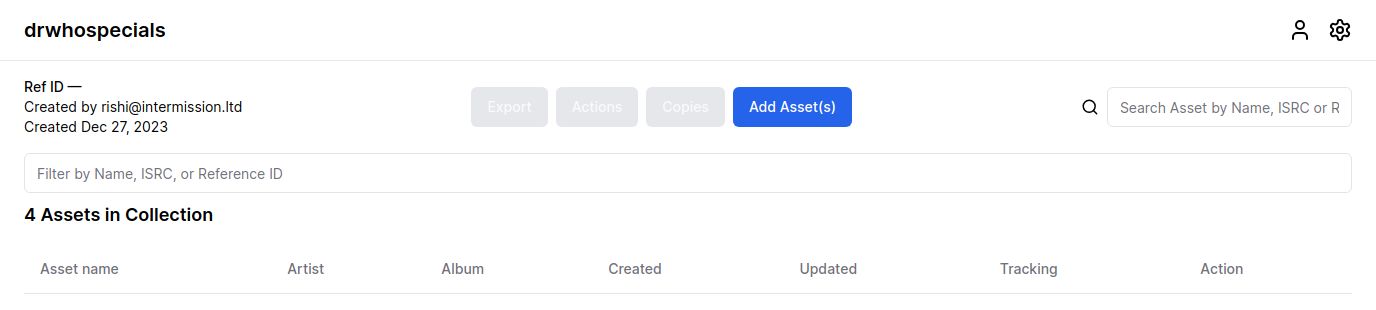 drwhospecials
Ref ID —
Created by rishi@intermission.ltd
Created Dec 27, 2023
Export Actions Copies Add Asset(s)
Search Asset by Name, ISRC or R
Filter by Name, ISRC, or Reference ID
4 Assets in Collection
Asset name Artist Album Created Updated Tracking Action